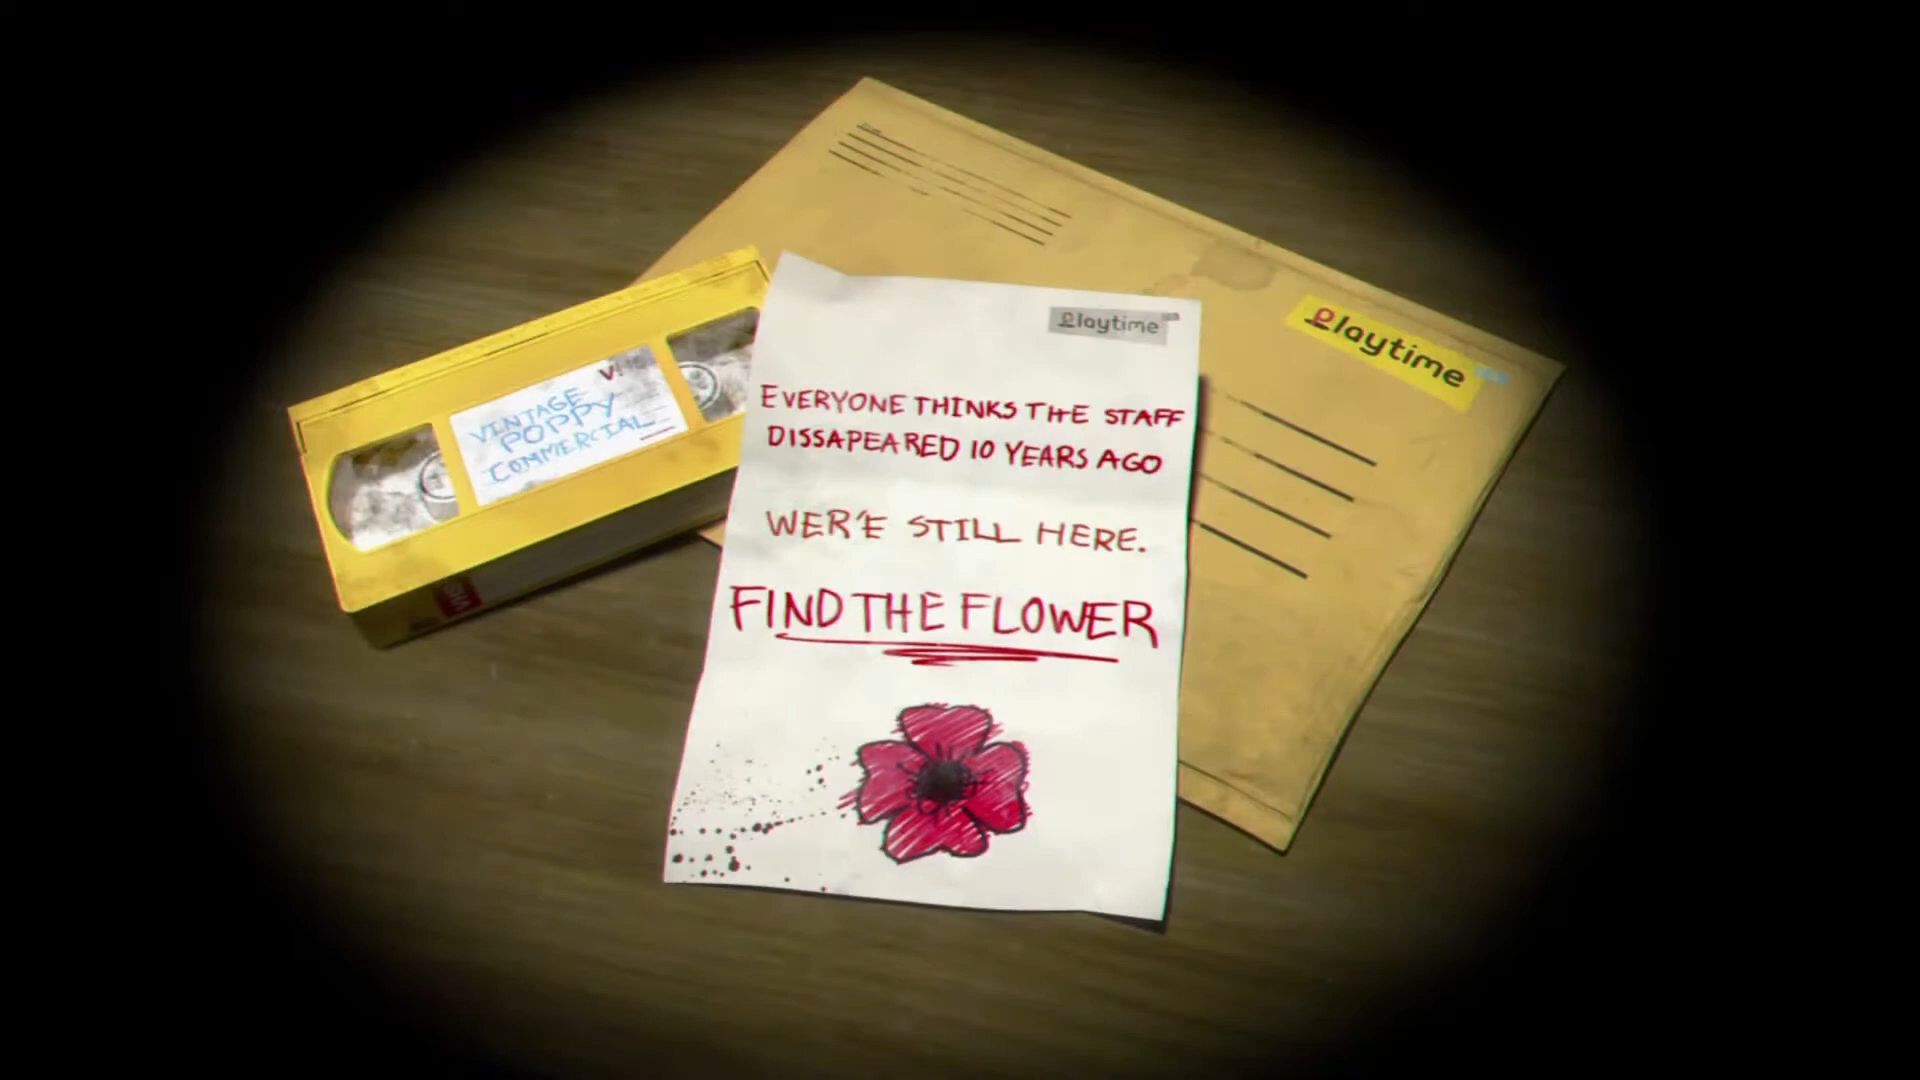 VINTAGE
POPPY
COMMERCIAL
VHS
Playtime
EVERYONE THINKS THE STAFF
DISSAPEARED 10 YEARS AGO
WER'E STILL HERE.
FIND THE FLOWER
Playtime